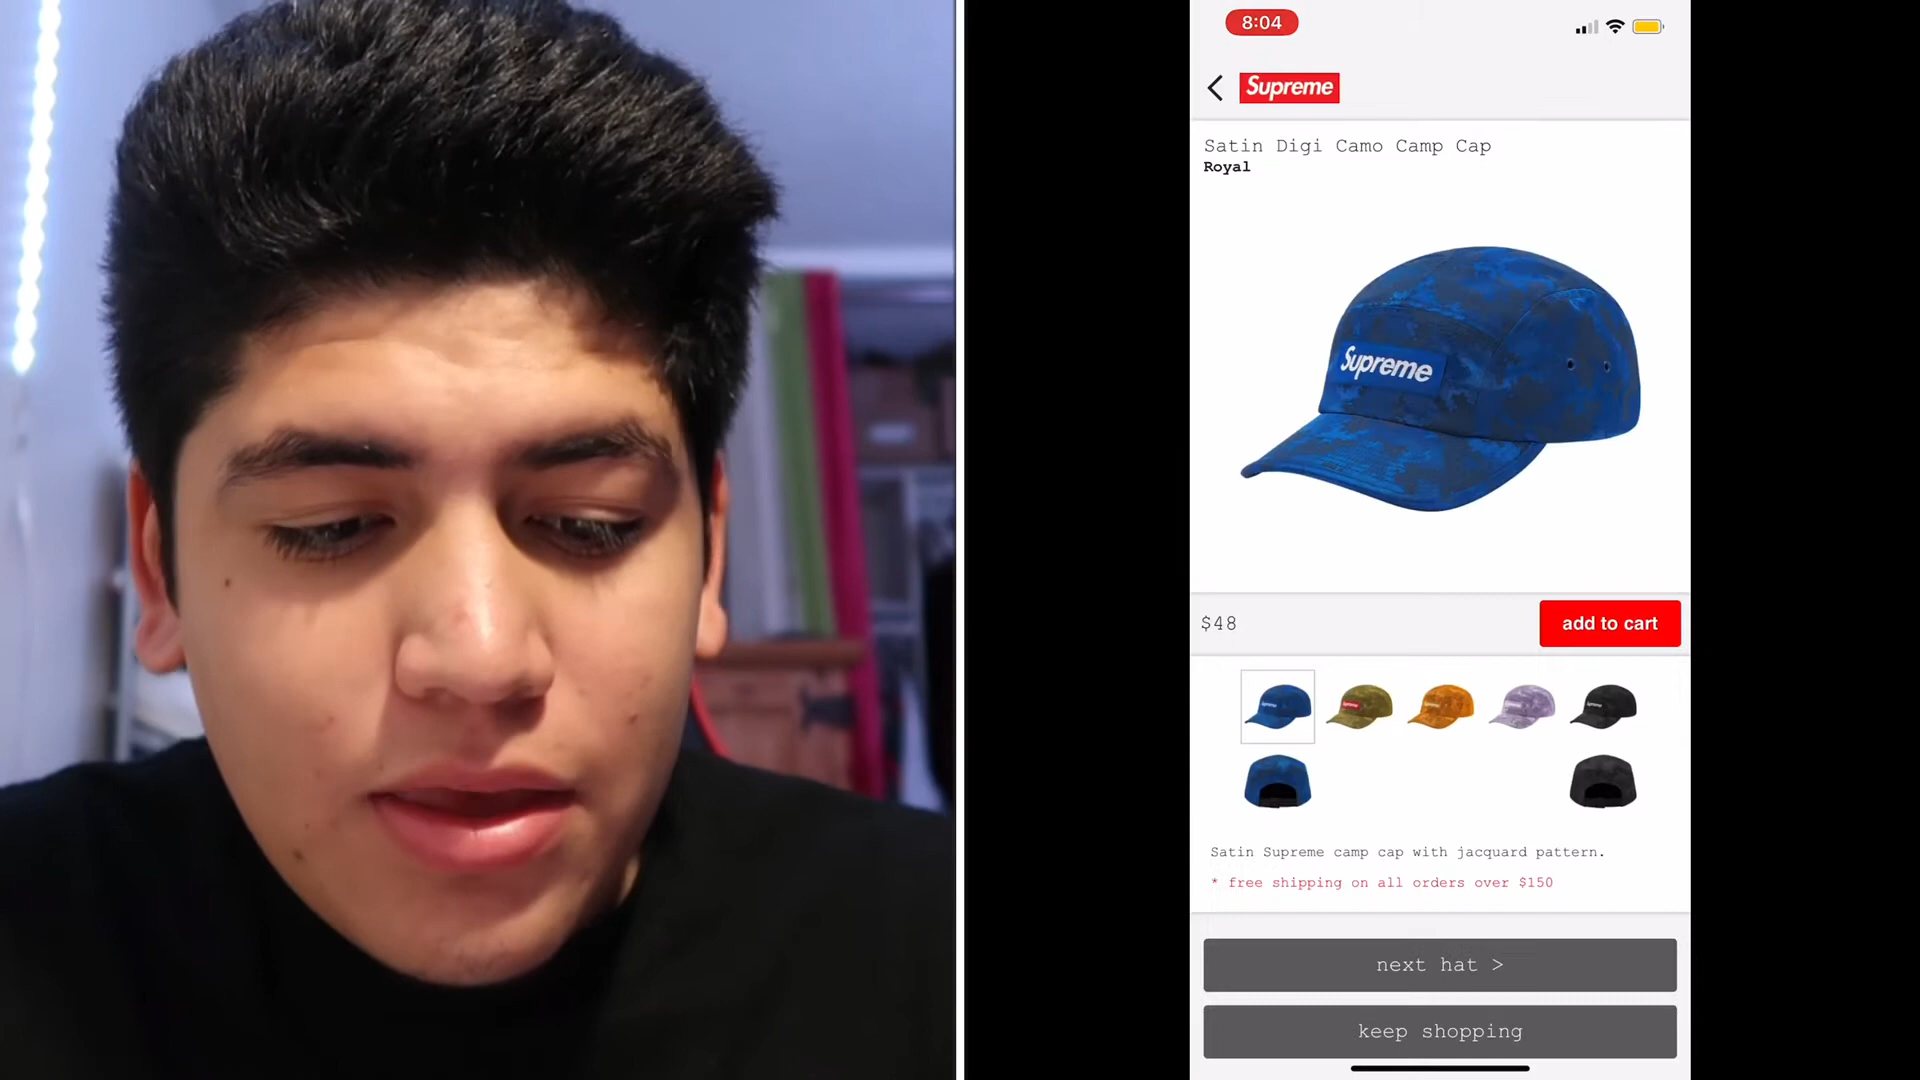 8:04
Supreme
Satin Digi Camo Camp Cap
Royal
Supreme
$48
add to cart
Satin Supreme camp cap with jacquard pattern.
* free shipping on all orders over $150
next hat >
keep shopping